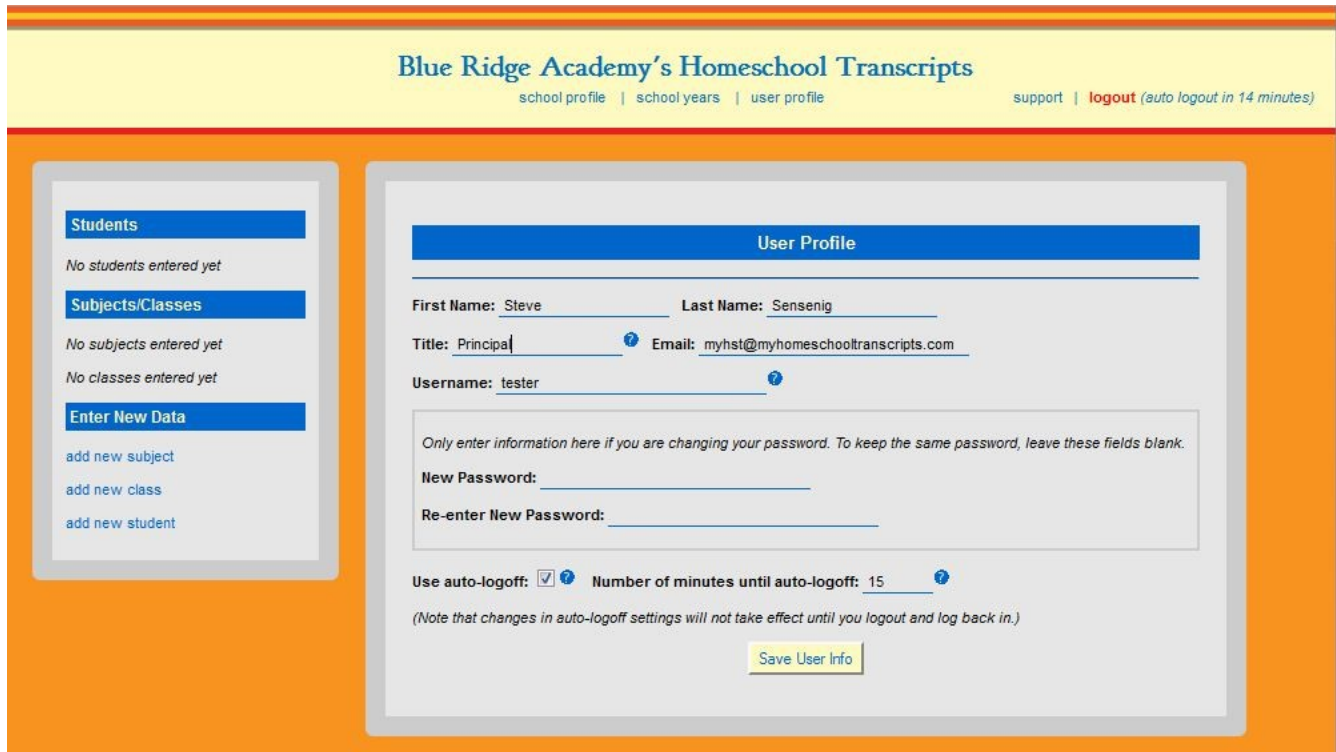 Blue Ridge Academy's Homeschool Transcripts
school profile | school years | user profile
support | logout (auto logout in 14 minutes)
Students
No students entered yet
Subjects/Classes
No subjects entered yet
No classes entered yet
Enter New Data
add new subject
add new class
add new student
User Profile
First Name: Steve Last Name: Sensenig
Title: Principal ? Email: myhst@myhomeschooltranscripts.com
Username: tester ?
Only enter information here if you are changing your password. To keep the same password, leave these fields blank.
New Password:
Re-enter New Password:
Use auto-logoff: ? Number of minutes until auto-logoff: 15 ?
(Note that changes in auto-logoff settings will not take effect until you logout and log back in.)
Save User Info